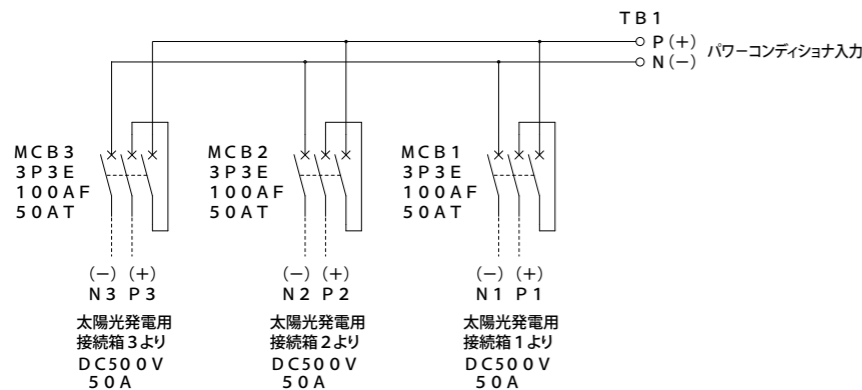 TB1
P(+)
N(−)
パワーコンディショナ入力
MCB3
3P3E
100AF
50AT
MCB2
3P3E
100AF
50AT
MCB1
3P3E
100AF
50AT
(−) (+)
N3 P3
太陽光発電用
接続箱3より
DC500V
50A
(−) (+)
N2 P2
太陽光発電用
接続箱2より
DC500V
50A
(−) (+)
N1 P1
太陽光発電用
接続箱1より
DC500V
50A